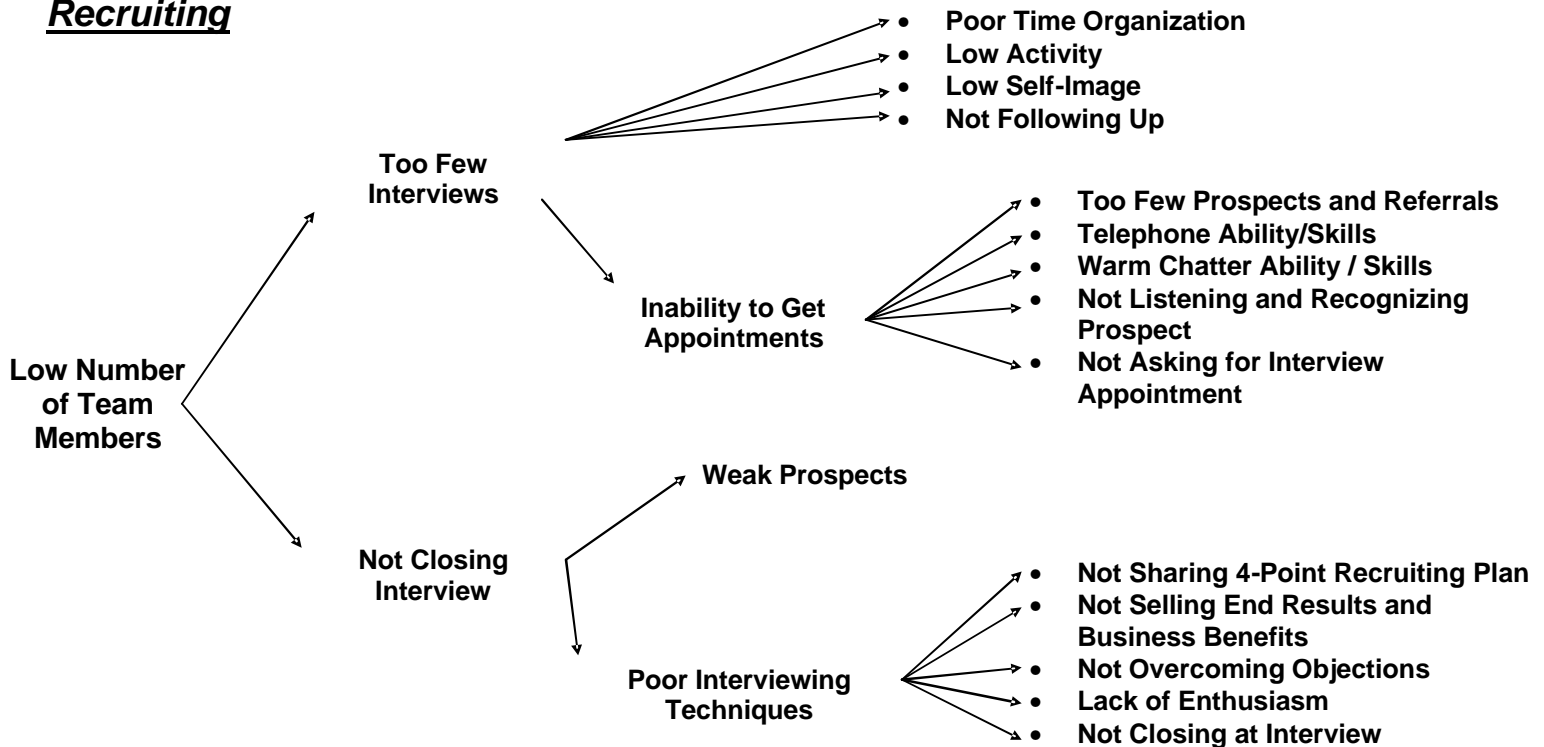 Recruiting
• Poor Time Organization
• Low Activity
• Low Self-Image
• Not Following Up
Too Few
Interviews
• Too Few Prospects and Referrals
• Telephone Ability/Skills
• Warm Chatter Ability / Skills
• Not Listening and Recognizing
Prospect
• Not Asking for Interview
Appointment
Inability to Get
Appointments
Low Number
of Team
Members
Weak Prospects
Not Closing
Interview
• Not Sharing 4-Point Recruiting Plan
• Not Selling End Results and
Business Benefits
• Not Overcoming Objections
• Lack of Enthusiasm
• Not Closing at Interview
Poor Interviewing
Techniques